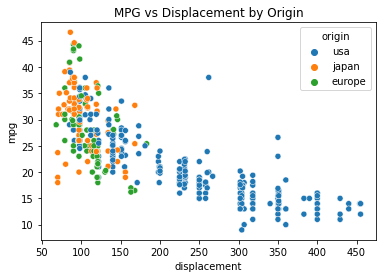 MPG vs Displacement by Origin
origin
usa
japan
europe
mpg
45
40
35
30
25
20
15
10
50 100 150 200 250 300 350 400 450
displacement